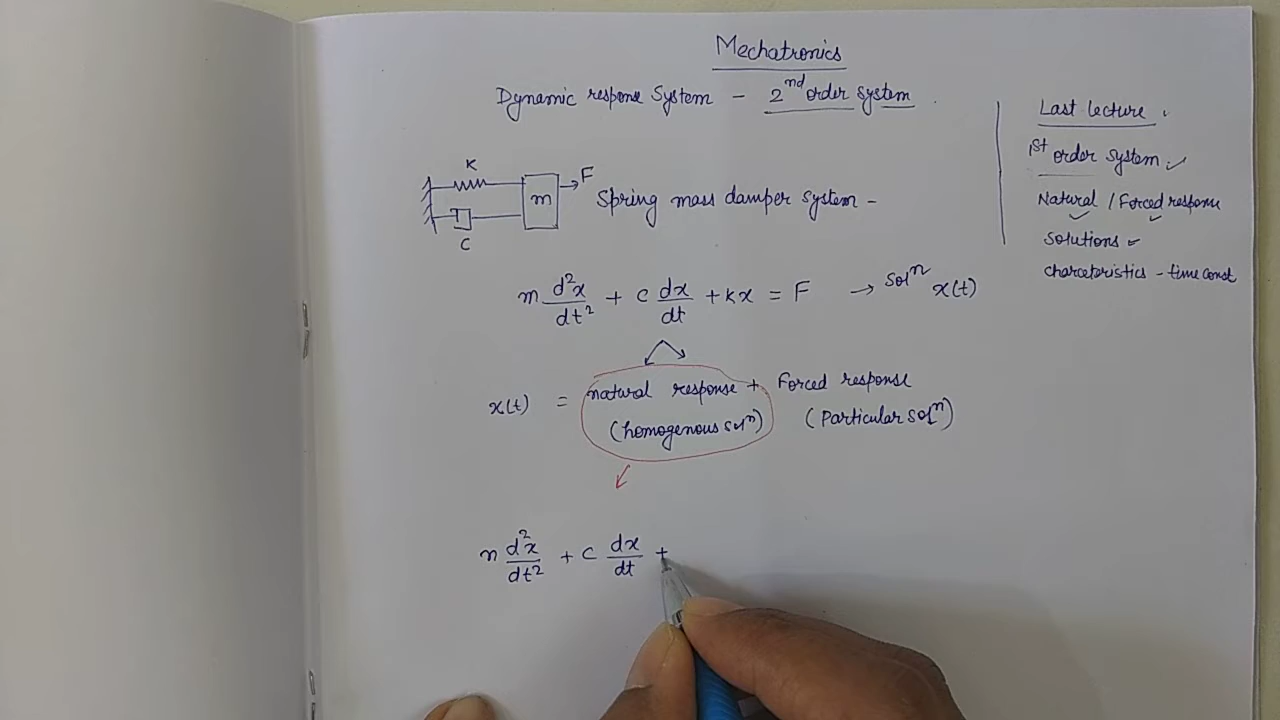 Mechatronics
Dynamic response System - 2nd order system
K
F
m
C
Spring mass damper system -
m d²x/dt² + c dx/dt + kx = F → solⁿ x(t)
x(t) = natural response + Forced response
(homogenous solⁿ) (Particular solⁿ)
m d²x/dt² + c dx/dt +
Last lecture.
1st order system ✓
Natural / Forced response
✓ ✓
Solutions ✓
charceteristics - time const